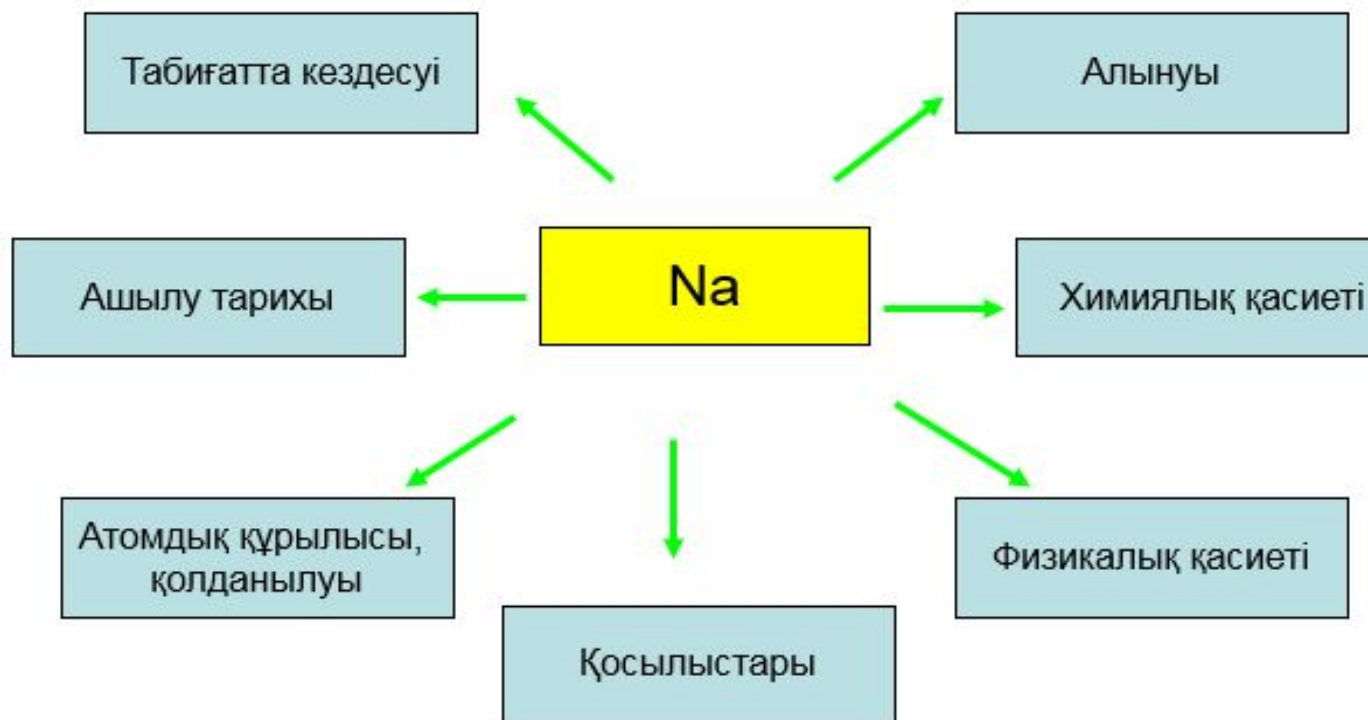 Табиғатта кездесуі
Алынуы
Na
Ашылу тарихы
Химиялық қасиеті
Атомдық құрылысы,
қолданылуы
Физикалық қасиеті
Қосылыстары